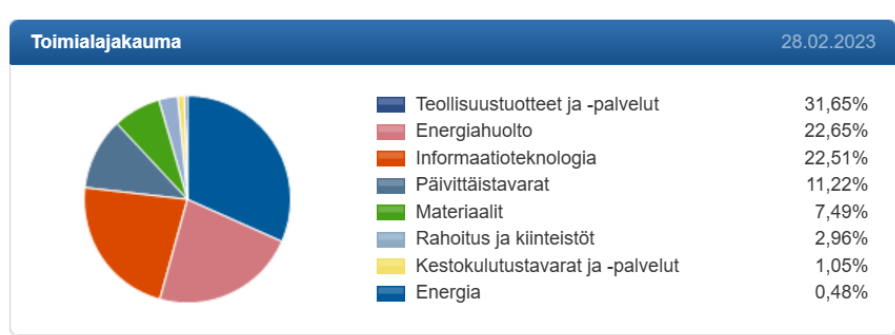 Toimialajakauma 28.02.2023
Teollisuustuotteet ja -palvelut 31,65%
Energiahuolto 22,65%
Informaatioteknologia 22,51%
Päivittäistavarat 11,22%
Materiaalit 7,49%
Rahoitus ja kiinteistöt 2,96%
Kestokulutustavarat ja -palvelut 1,05%
Energia 0,48%